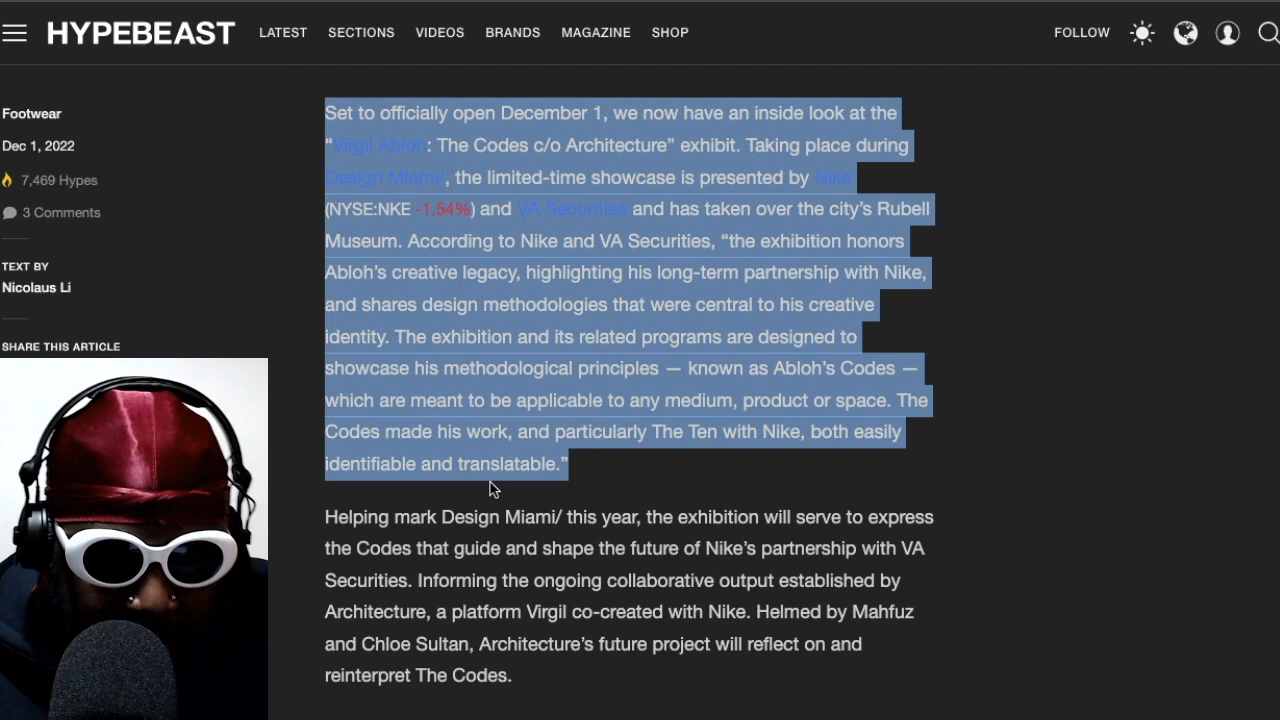 HYPEBEAST LATEST SECTIONS VIDEOS BRANDS MAGAZINE SHOP FOLLOW
Footwear
Dec 1, 2022
7,469 Hypes
3 Comments
TEXT BY
Nicolaus Li
SHARE THIS ARTICLE
Set to officially open December 1, we now have an inside look at the
“Virgil Abloh: The Codes c/o Architecture” exhibit. Taking place during
Design Miami/, the limited-time showcase is presented by Nike
(NYSE:NKE -1.54%) and VA Securities and has taken over the city’s Rubell
Museum. According to Nike and VA Securities, “the exhibition honors
Abloh’s creative legacy, highlighting his long-term partnership with Nike,
and shares design methodologies that were central to his creative
identity. The exhibition and its related programs are designed to
showcase his methodological principles — known as Abloh’s Codes —
which are meant to be applicable to any medium, product or space. The
Codes made his work, and particularly The Ten with Nike, both easily
identifiable and translatable.”
Helping mark Design Miami/ this year, the exhibition will serve to express
the Codes that guide and shape the future of Nike’s partnership with VA
Securities. Informing the ongoing collaborative output established by
Architecture, a platform Virgil co-created with Nike. Helmed by Mahfuz
and Chloe Sultan, Architecture’s future project will reflect on and
reinterpret The Codes.